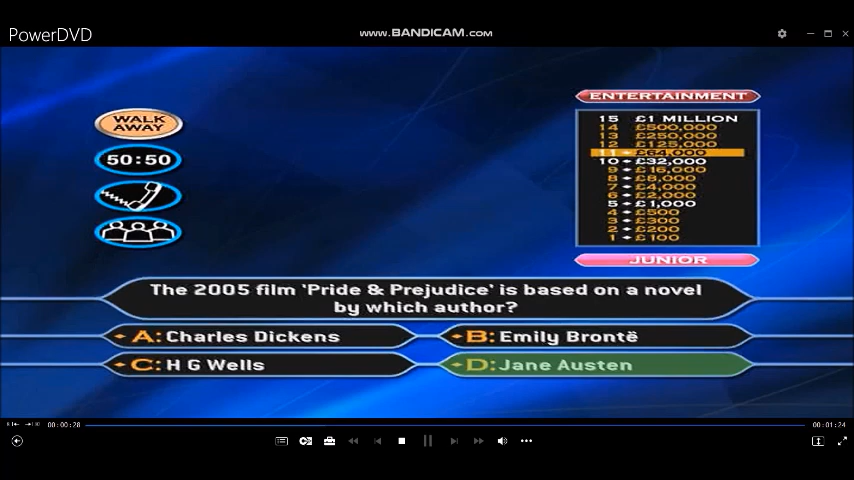 PowerDVD
www.BANDICAM.com
ENTERTAINMENT
WALK AWAY
50:50
15 £1 MILLION
14 £500,000
13 £250,000
12 £125,000
11 £64,000
10 £32,000
9 £16,000
8 £8,000
7 £4,000
6 £2,000
5 £1,000
4 £500
3 £300
2 £200
1 £100
JUNIOR
The 2005 film 'Pride & Prejudice' is based on a novel
by which author?
A: Charles Dickens
B: Emily Brontë
C: H G Wells
D: Jane Austen
00:00:28
00:01:24